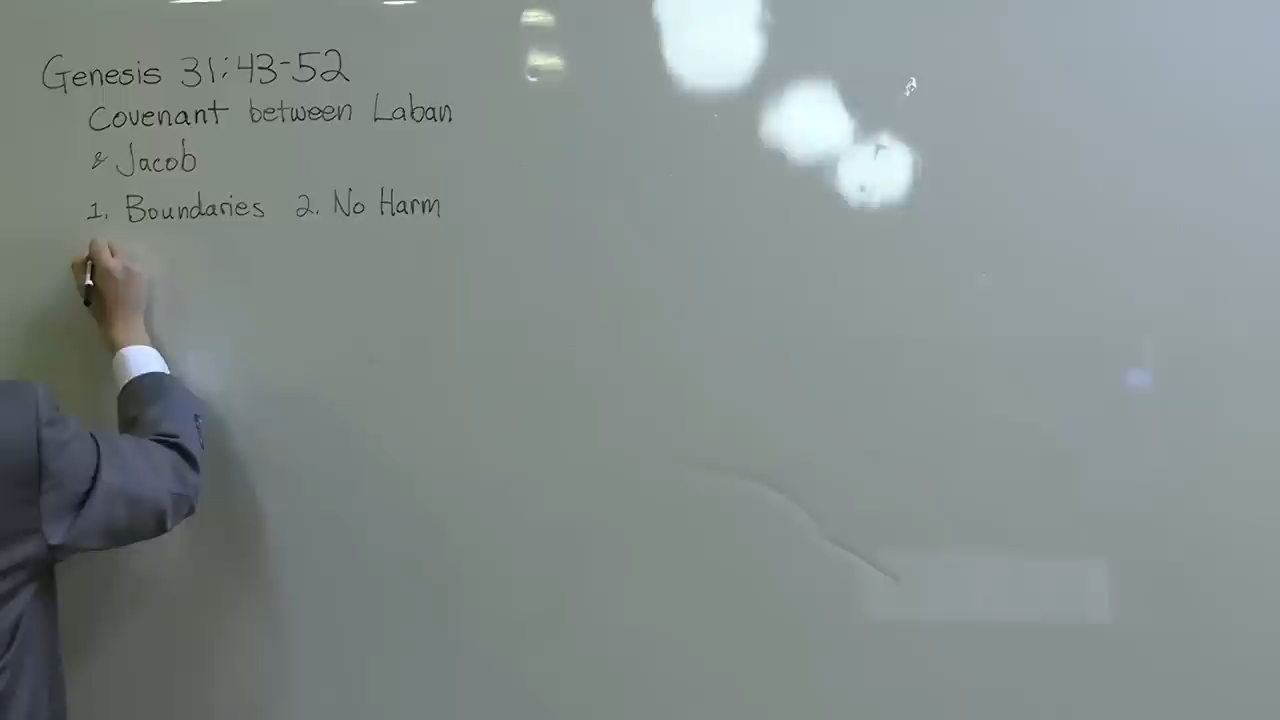 Genesis 31:43-52
Covenant between Laban
& Jacob
1. Boundaries 2. No Harm